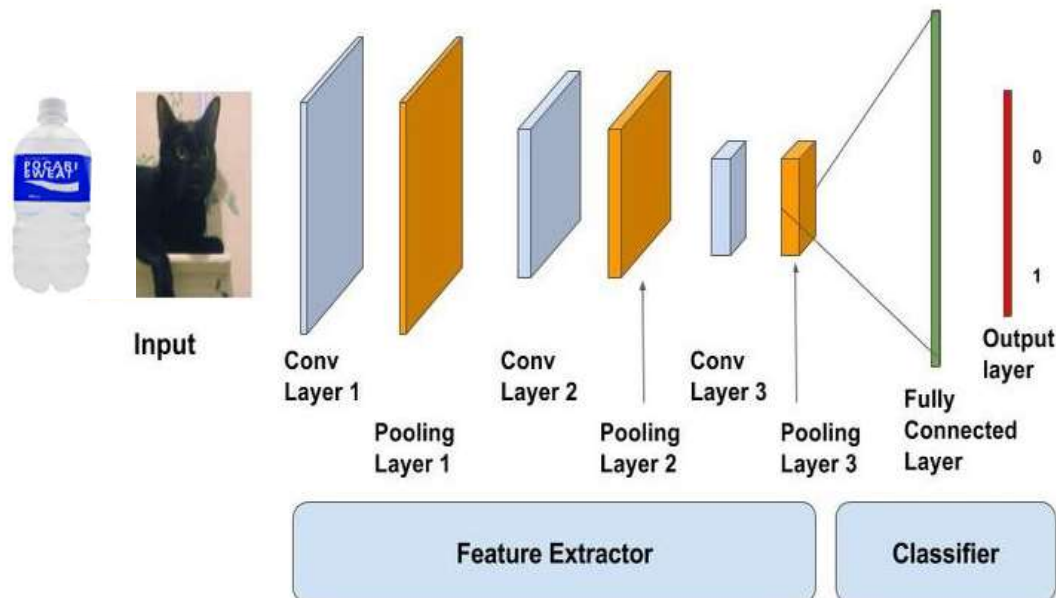 POCARI
SWEAT
0
1
Input
Conv
Layer 1
Pooling
Layer 1
Conv
Layer 2
Pooling
Layer 2
Conv
Layer 3
Pooling
Layer 3
Fully
Connected
Layer
Output
layer
Feature Extractor
Classifier